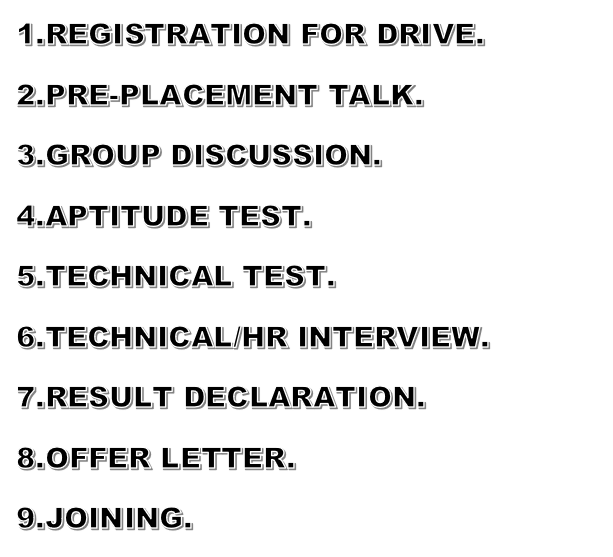 1.REGISTRATION FOR DRIVE.
2.PRE-PLACEMENT TALK.
3.GROUP DISCUSSION.
4.APTITUDE TEST.
5.TECHNICAL TEST.
6.TECHNICAL/HR INTERVIEW.
7.RESULT DECLARATION.
8.OFFER LETTER.
9.JOINING.